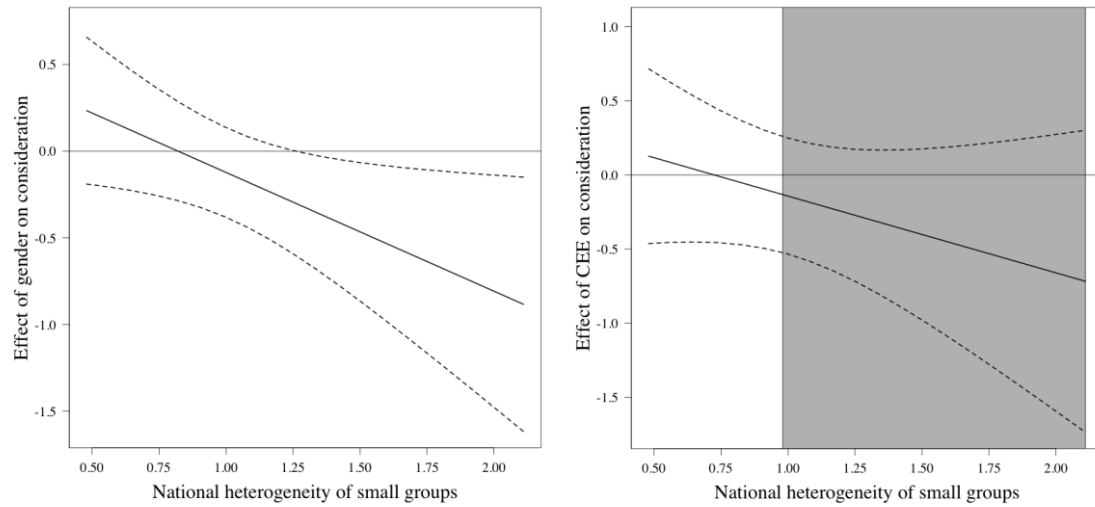 Effect of gender on consideration
0.5
0.0
-0.5
-1.0
-1.5
0.50 0.75 1.00 1.25 1.50 1.75 2.00
National heterogeneity of small groups
Effect of CEE on consideration
1.0
0.5
0.0
-0.5
-1.0
-1.5
0.50 0.75 1.00 1.25 1.50 1.75 2.00
National heterogeneity of small groups